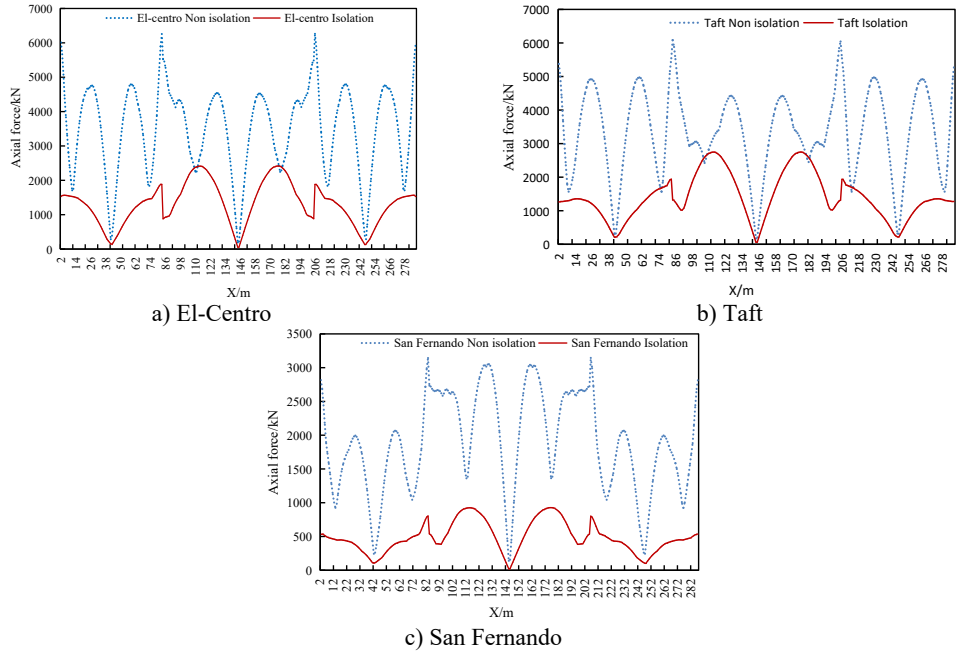 El-centro Non isolation El-centro Isolation
7000
6000
5000
4000
3000
2000
1000
0
Axial force/kN
2 14 26 38 50 62 74 86 98 110 122 134 146 158 170 182 194 206 218 230 242 254 266 278
X/m
a) El-Centro
Taft Non isolation Taft Isolation
7000
6000
5000
4000
3000
2000
1000
0
Axial force/kN
2 14 26 38 50 62 74 86 98 110 122 134 146 158 170 182 194 206 218 230 242 254 266 278
X/m
b) Taft
San Fernando Non isolation San Fernando Isolation
3500
3000
2500
2000
1500
1000
500
0
Axial force/kN
2 12 22 32 42 52 62 72 82 92 102 112 122 132 142 152 162 172 182 192 202 212 222 232 242 252 262 272 282
X/m
c) San Fernando